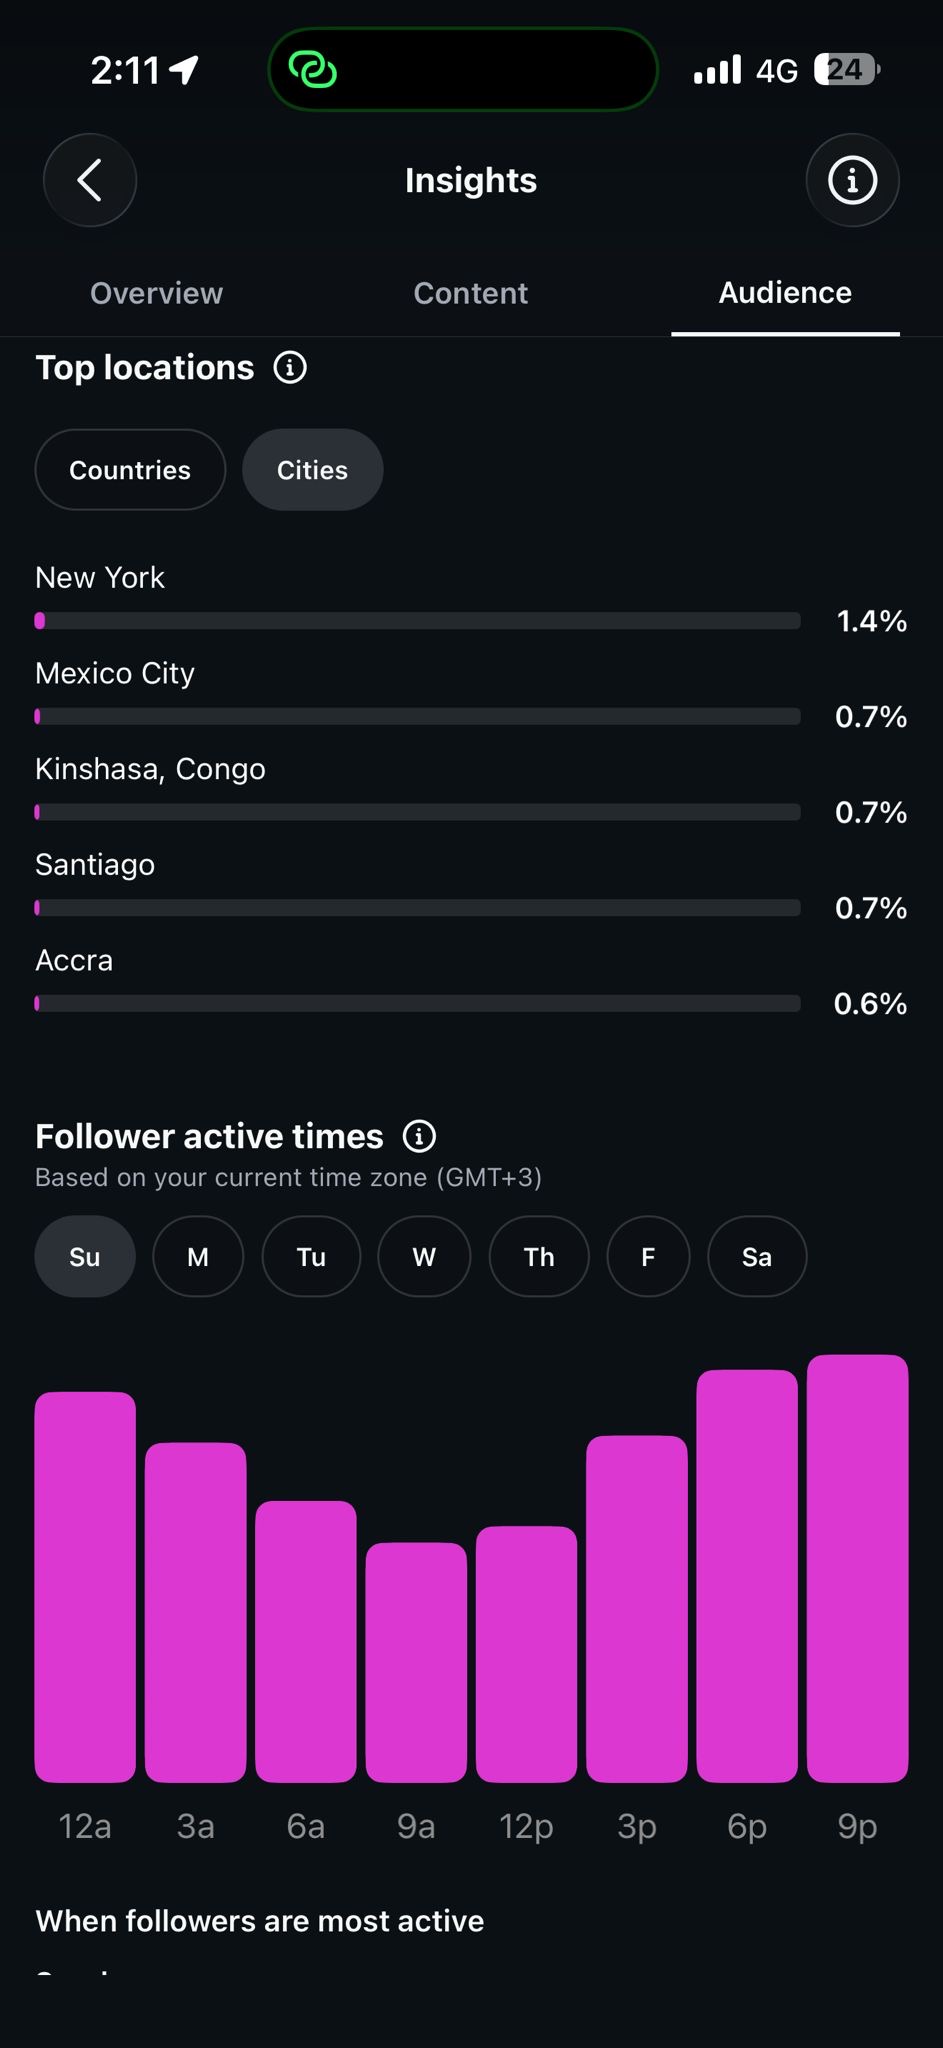 2:11
4G 24
Insights
Overview Content Audience
Top locations
Countries Cities
New York
1.4%
Mexico City
0.7%
Kinshasa, Congo
0.7%
Santiago
0.7%
Accra
0.6%
Follower active times
Based on your current time zone (GMT+3)
Su M Tu W Th F Sa
12a 3a 6a 9a 12p 3p 6p 9p
When followers are most active